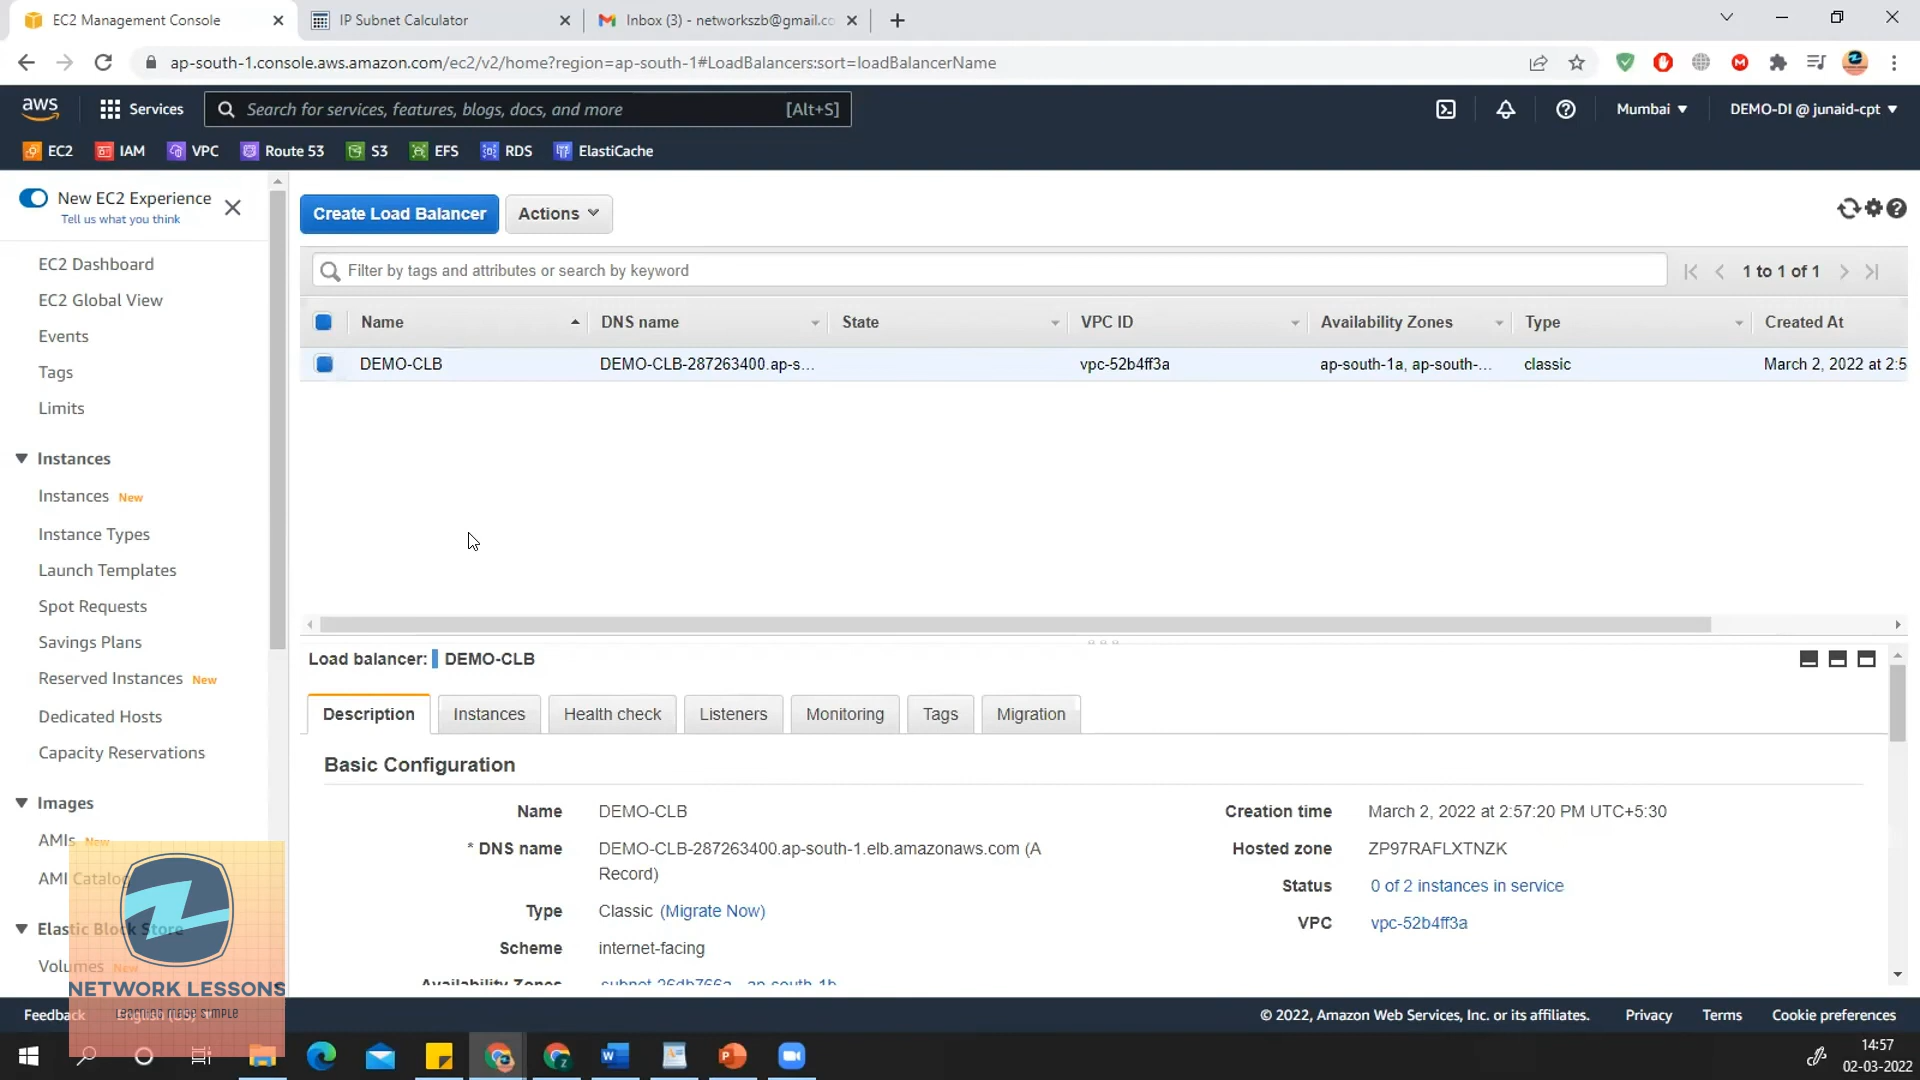 EC2 Management Console
IP Subnet Calculator
Inbox (3) - networkszb@gmail.co
ap-south-1.console.aws.amazon.com/ec2/v2/home?region=ap-south-1#LoadBalancers:sort=loadBalancerName
aws
Services
Search for services, features, blogs, docs, and more
[Alt+S]
Mumbai
DEMO-DI @ junaid-cpt
EC2
IAM
VPC
Route 53
S3
EFS
RDS
ElastiCache
New EC2 Experience
Tell us what you think
EC2 Dashboard
EC2 Global View
Events
Tags
Limits
Instances
Instances New
Instance Types
Launch Templates
Spot Requests
Savings Plans
Reserved Instances New
Dedicated Hosts
Capacity Reservations
Images
AMIs New
AMI Catalog
Elastic Block Store
Volumes New
Create Load Balancer
Actions
Filter by tags and attributes or search by keyword
1 to 1 of 1
Name
DNS name
State
VPC ID
Availability Zones
Type
Created At
DEMO-CLB
DEMO-CLB-287263400.ap-s...
vpc-52b4ff3a
ap-south-1a, ap-south-...
classic
March 2, 2022 at 2:5
Load balancer: DEMO-CLB
Description
Instances
Health check
Listeners
Monitoring
Tags
Migration
Basic Configuration
Name
DEMO-CLB
* DNS name
DEMO-CLB-287263400.ap-south-1.elb.amazonaws.com (A
Record)
Type
Classic (Migrate Now)
Scheme
internet-facing
Availability Zones
subnet-26db766a - ap-south-1b
Creation time
March 2, 2022 at 2:57:20 PM UTC+5:30
Hosted zone
ZP97RAFLXTNZK
Status
0 of 2 instances in service
VPC
vpc-52b4ff3a
NETWORK LESSONS
LEARNING MADE SIMPLE
Feedback
English (US)
© 2022, Amazon Web Services, Inc. or its affiliates.
Privacy
Terms
Cookie preferences
14:57
02-03-2022